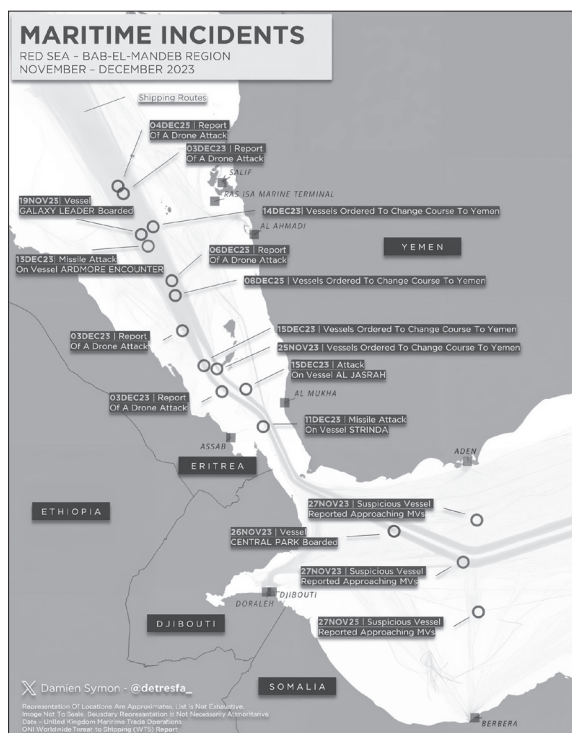 MARITIME INCIDENTS
RED SEA – BAB-EL-MANDEB REGION
NOVEMBER – DECEMBER 2023
Shipping Routes
04DEC23 | Report
Of A Drone Attack
03DEC23 | Report
Of A Drone Attack
SALIF
RAS ISA MARINE TERMINAL
19NOV23 | Vessel
GALAXY LEADER Boarded
14DEC23 | Vessels Ordered To Change Course To Yemen
AL AHMADI
YEMEN
13DEC23 | Missile Attack
On Vessel ARDMORE ENCOUNTER
06DEC23 | Report
Of A Drone Attack
08DEC23 | Vessels Ordered To Change Course To Yemen
03DEC23 | Report
Of A Drone Attack
15DEC23 | Vessels Ordered To Change Course To Yemen
25NOV23 | Vessels Ordered To Change Course To Yemen
15DEC23 | Attack
On Vessel AL JASRAH
03DEC23 | Report
Of A Drone Attack
AL MUKHA
11DEC23 | Missile Attack
On Vessel STRINDA
ASSAB
ADEN
ERITREA
ETHIOPIA
27NOV23 | Suspicious Vessel
Reported Approaching MVs
26NOV23 | Vessel
CENTRAL PARK Boarded
27NOV23 | Suspicious Vessel
Reported Approaching MVs
DJIBOUTI
DORALEH
27NOV23 | Suspicious Vessel
Reported Approaching MVs
DJIBOUTI
SOMALIA
X Damien Symon - @detresfa_
BERBERA
Representation Of Locations Are Approximates, List Is Not Exhaustive,
Image Not To Scale, Boundary Representation Is Not Necessarily Authoritative
Data – United Kingdom Maritime Trade Operations
ONI Worldwide Threat to Shipping (WTS) Report